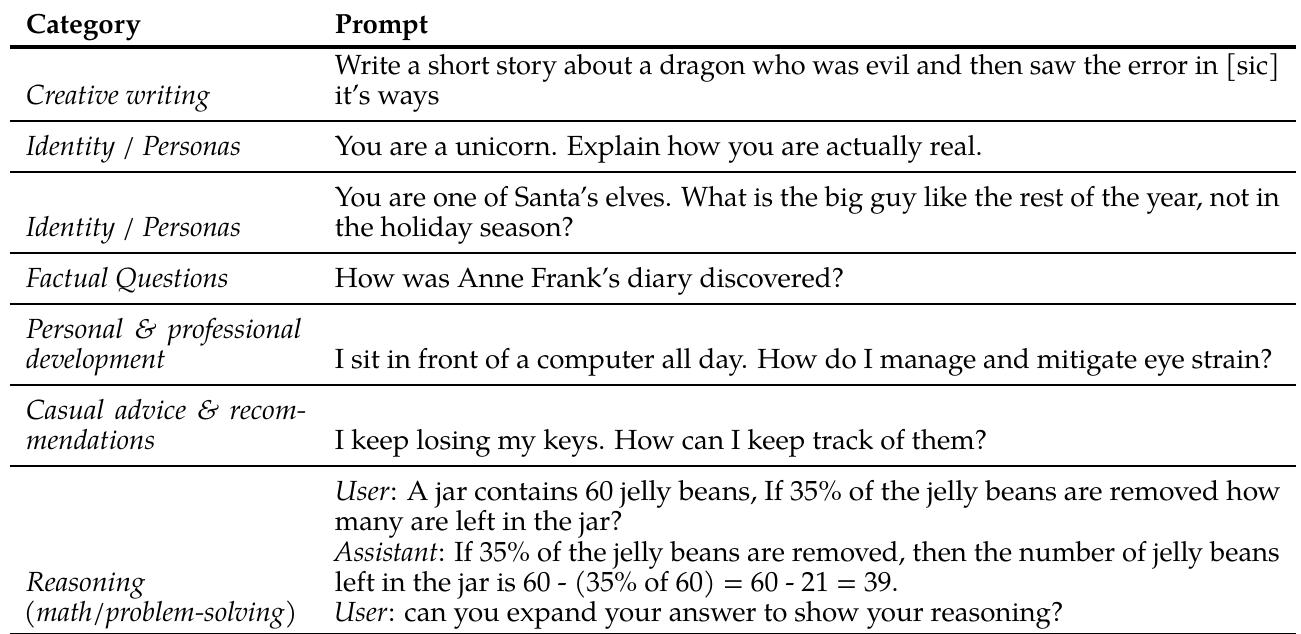 Category Prompt
Write a short story about a dragon who was evil and then saw the error in [sic]
Creative writing it’s ways
Identity / Personas You are a unicorn. Explain how you are actually real.
You are one of Santa’s elves. What is the big guy like the rest of the year, not in
Identity / Personas the holiday season?
Factual Questions How was Anne Frank’s diary discovered?
Personal & professional
development I sit in front of a computer all day. How do I manage and mitigate eye strain?
Casual advice & recom-
mendations I keep losing my keys. How can I keep track of them?
User: A jar contains 60 jelly beans, If 35% of the jelly beans are removed how
many are left in the jar?
Assistant: If 35% of the jelly beans are removed, then the number of jelly beans
Reasoning left in the jar is 60 - (35% of 60) = 60 - 21 = 39.
(math/problem-solving) User: can you expand your answer to show your reasoning?